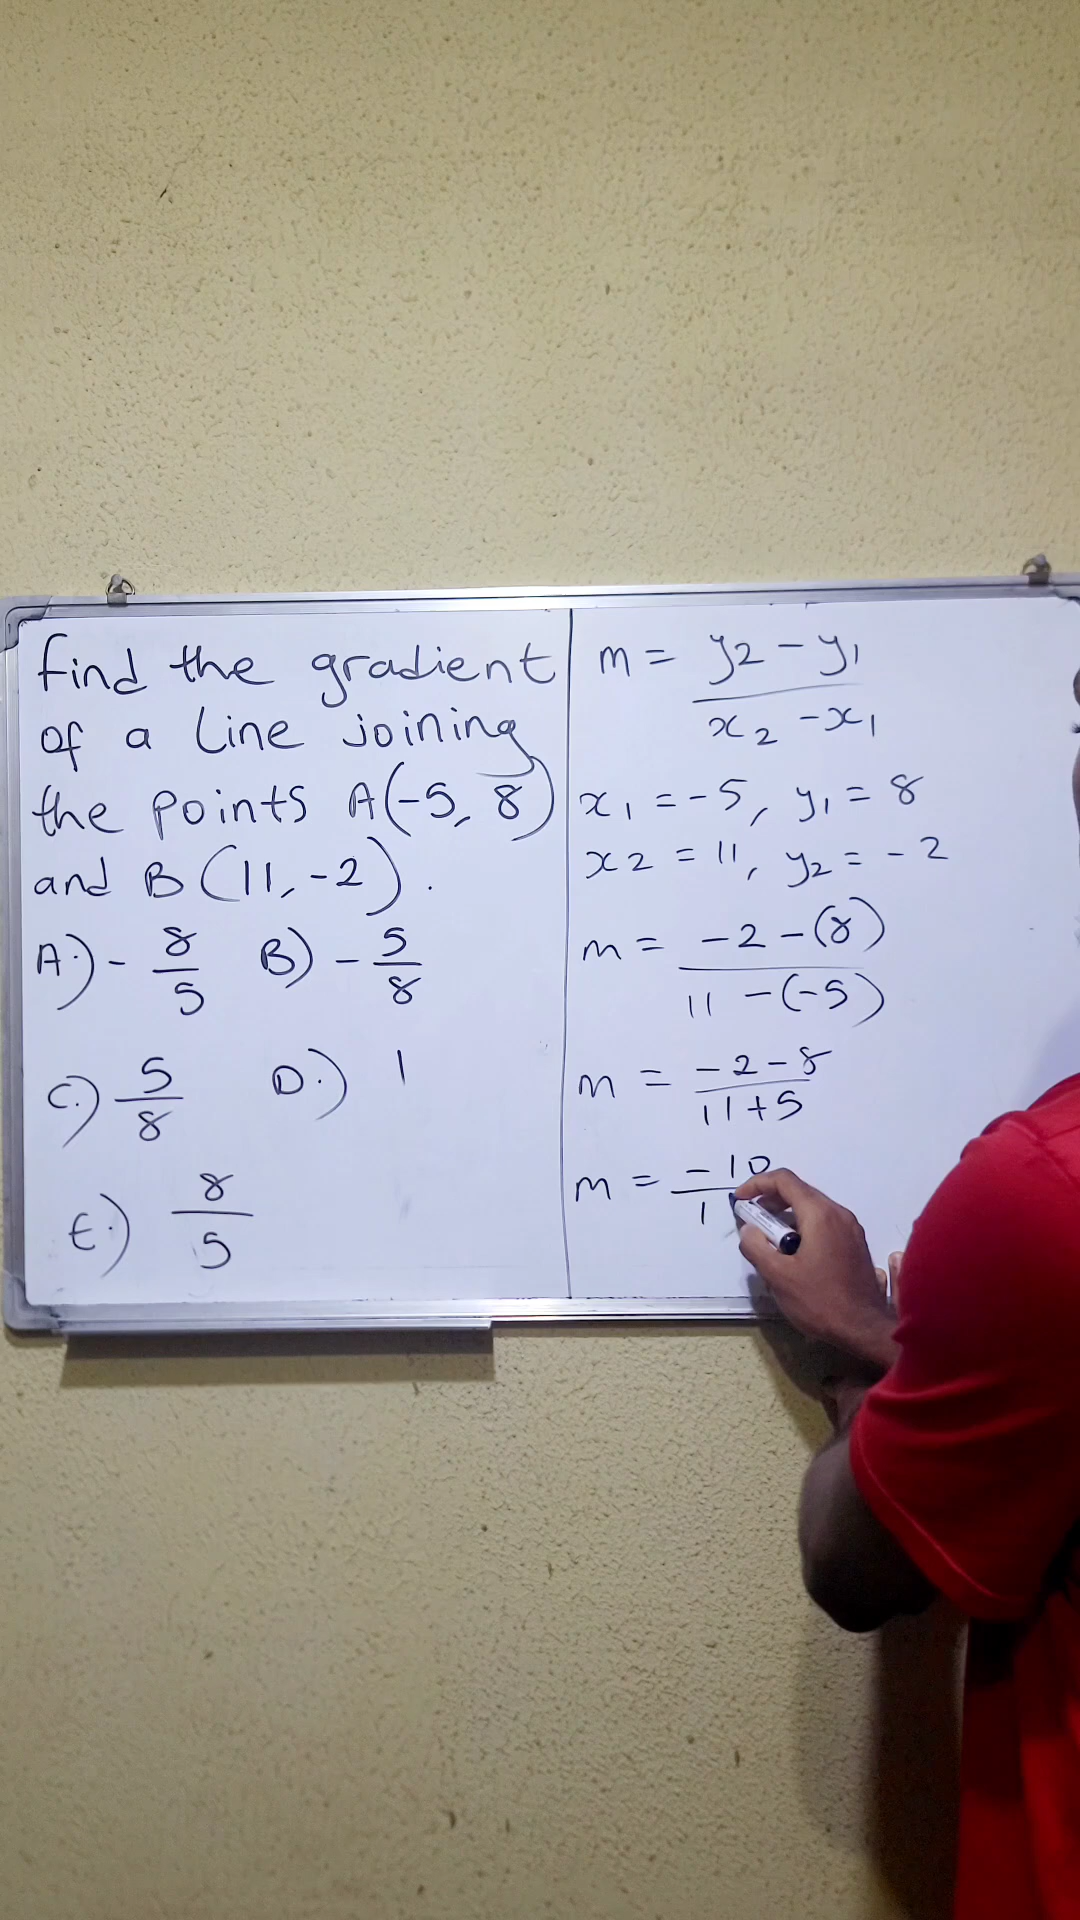 find the gradient
of a line joining
the points A(-5, 8)
and B(11, -2).
A.) - 8/5 B) - 5/8
C.) 5/8 D.) 1
E.) 8/5
m = y2 - y1 / x2 - x1
x1 = -5, y1 = 8
x2 = 11, y2 = -2
m = -2 - (8) / 11 - (-5)
m = -2 - 8 / 11 + 5
m = -10 / 1